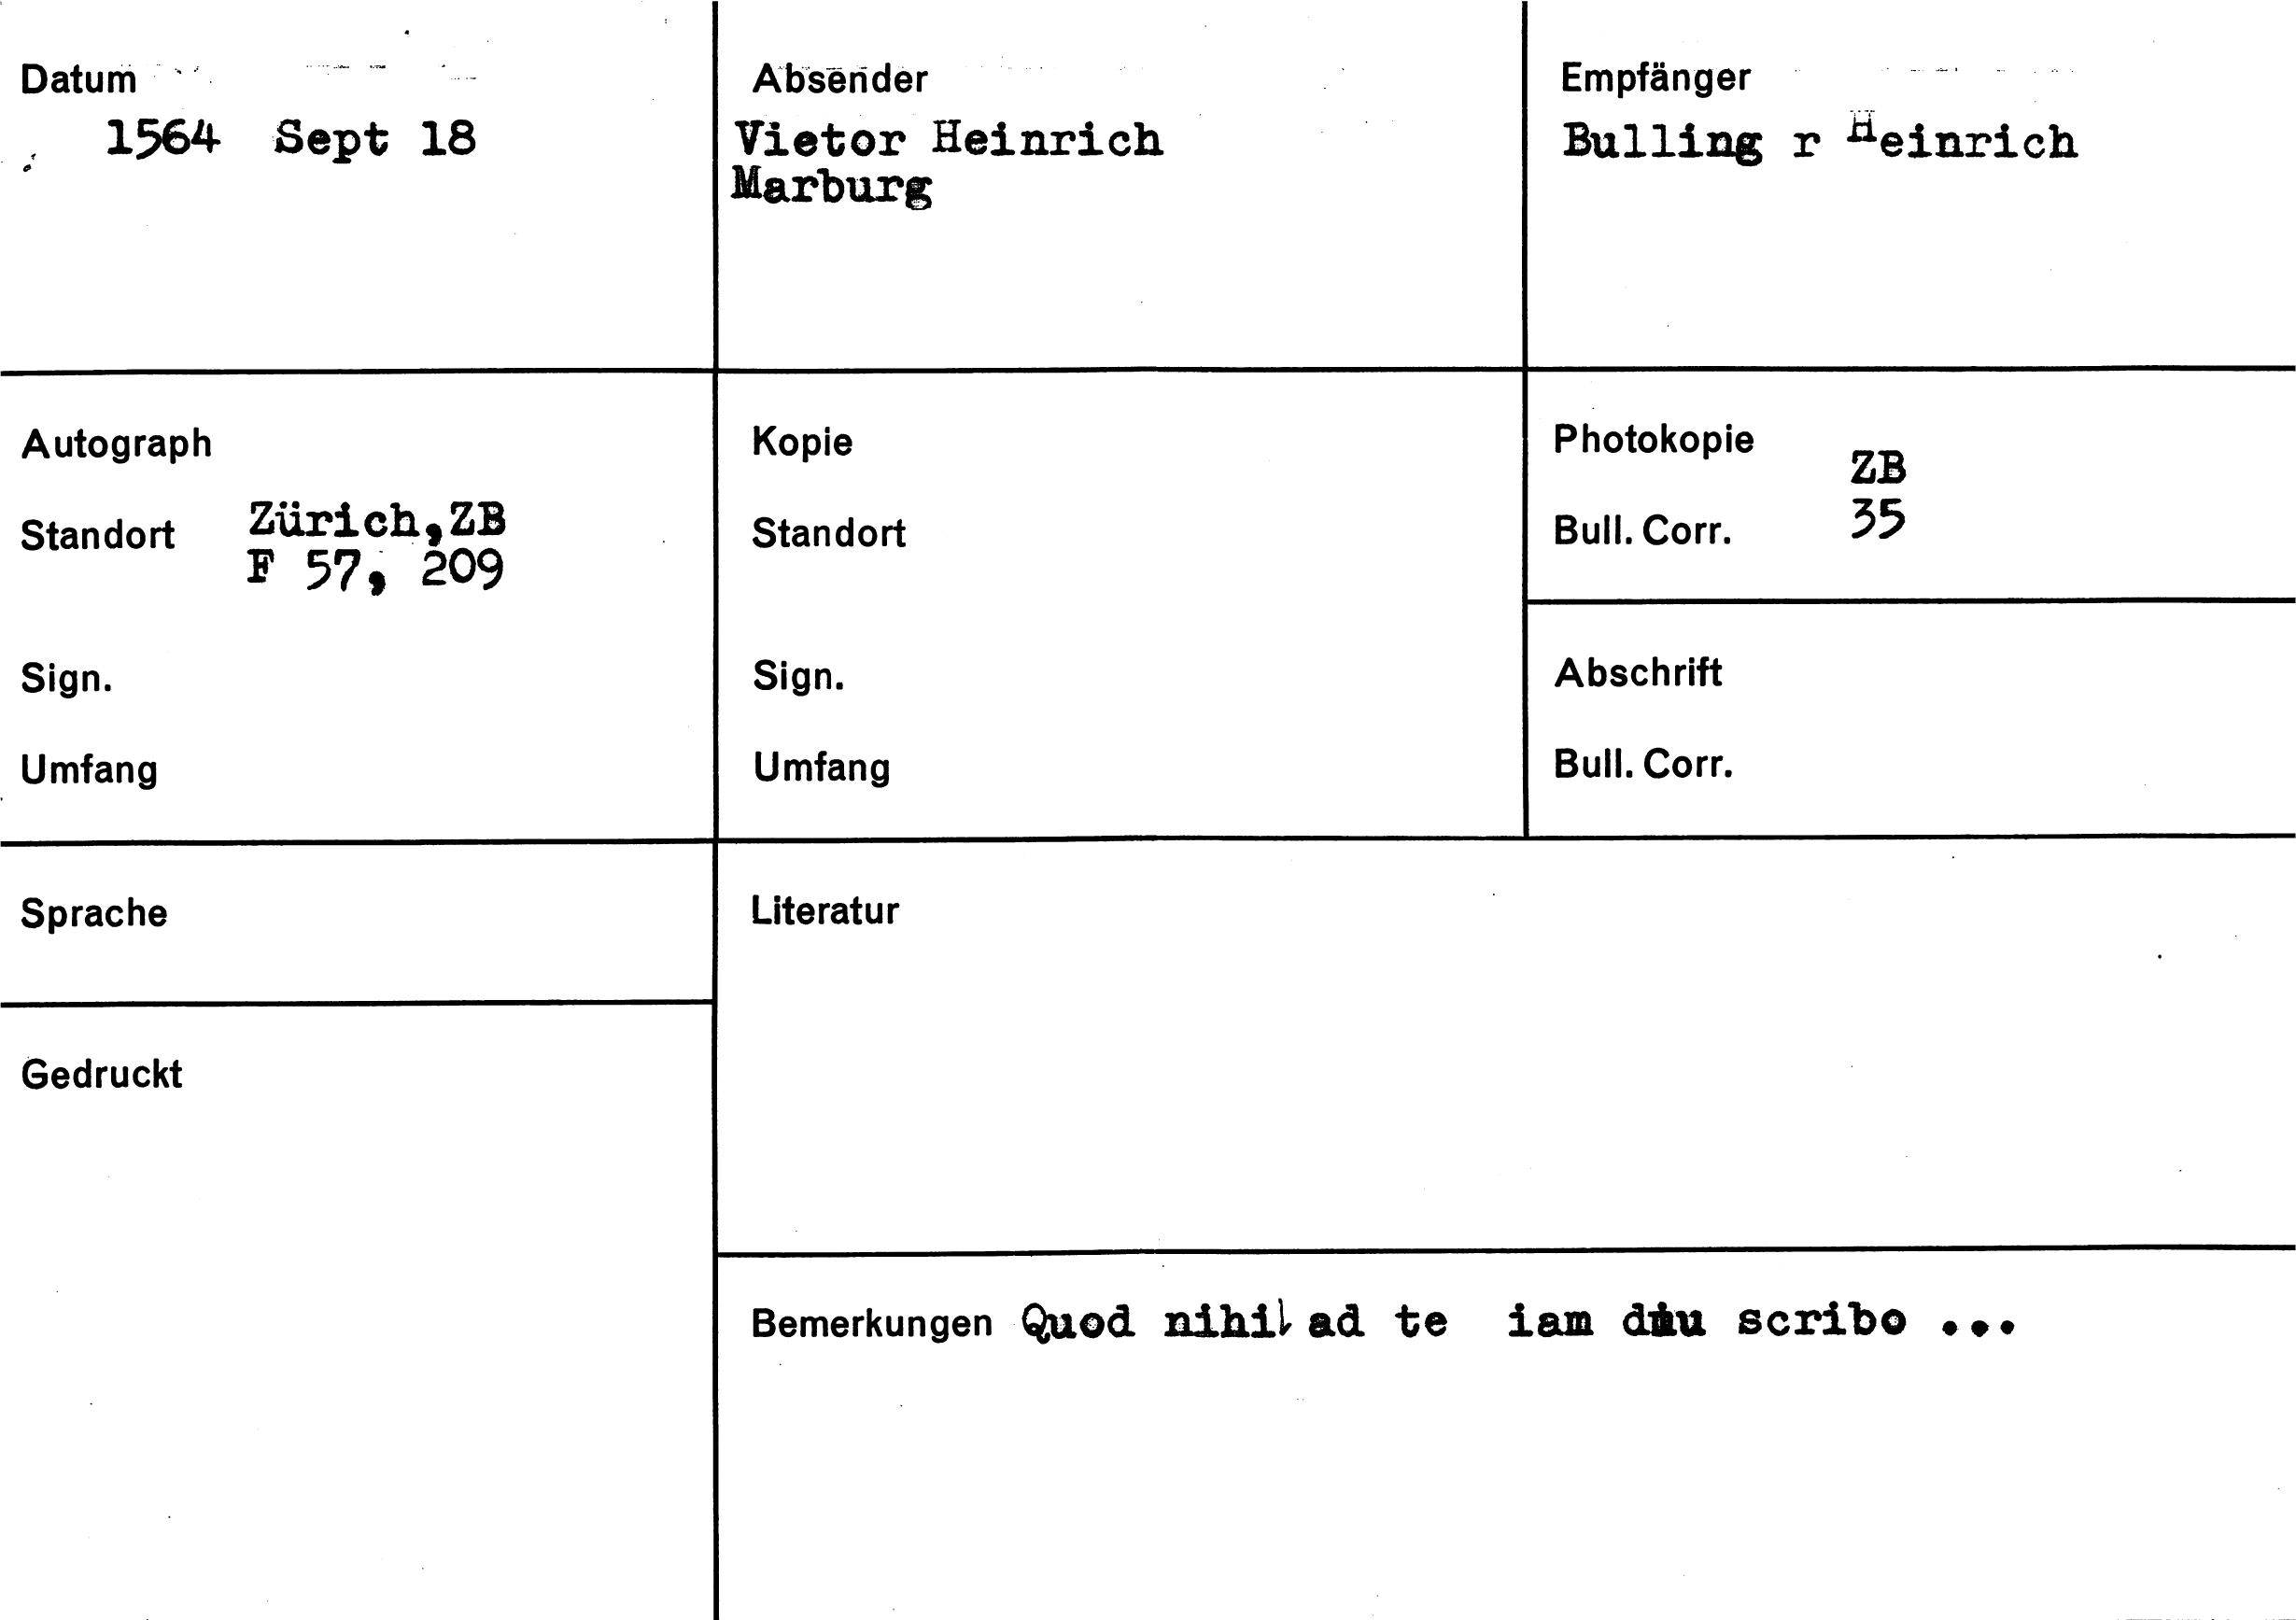 Datum
1564 Sept 18
Absender
Vietor Heinrich
Marburg
Empfänger
Bulling r Heinrich
Autograph
Standort Zürich,ZB
F 57, 209
Sign.
Umfang
Kopie
Standort
Sign.
Umfang
Photokopie ZB
Bull. Corr. 35
Abschrift
Bull. Corr.
Sprache
Literatur
Gedruckt
Bemerkungen Quod nihil ad te iam diu scribo ...